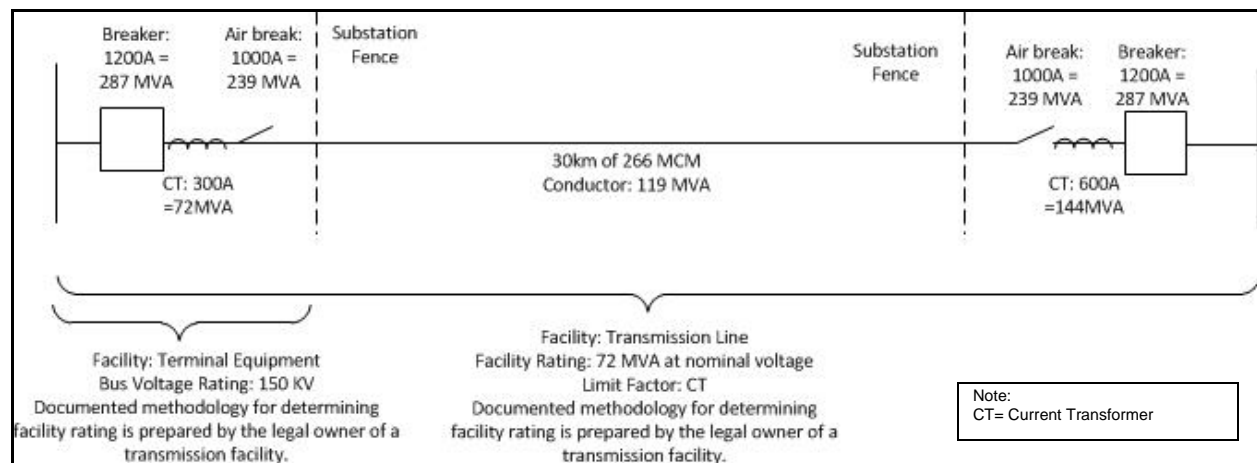 Breaker:
1200A =
287 MVA
Air break:
1000A =
239 MVA
Substation
Fence
Substation
Fence
Air break:
1000A =
239 MVA
Breaker:
1200A =
287 MVA
CT: 300A
=72MVA
30km of 266 MCM
Conductor: 119 MVA
CT: 600A
=144MVA
Facility: Terminal Equipment
Bus Voltage Rating: 150 KV
Documented methodology for determining
facility rating is prepared by the legal owner of a
transmission facility.
Facility: Transmission Line
Facility Rating: 72 MVA at nominal voltage
Limit Factor: CT
Documented methodology for determining
facility rating is prepared by the legal owner of a
transmission facility.
Note:
CT= Current Transformer